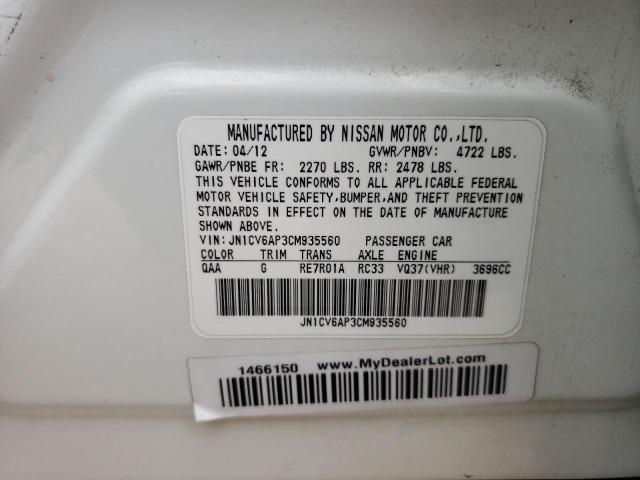 MANUFACTURED BY NISSAN MOTOR CO.,LTD.
DATE: 04/12 GVWR/PNBV: 4722 LBS.
GAWR/PNBE FR: 2270 LBS. RR: 2478 LBS.
THIS VEHICLE CONFORMS TO ALL APPLICABLE FEDERAL
MOTOR VEHICLE SAFETY,BUMPER,AND THEFT PREVENTION
STANDARDS IN EFFECT ON THE DATE OF MANUFACTURE
SHOWN ABOVE.
VIN:JN1CV6AP3CM935560 PASSENGER CAR
COLOR TRIM TRANS AXLE ENGINE
QAA G RE7R01A RC33 VQ37(VHR) 3696CC
JN1CV6AP3CM935560
1466150 www.MyDealerLot.com